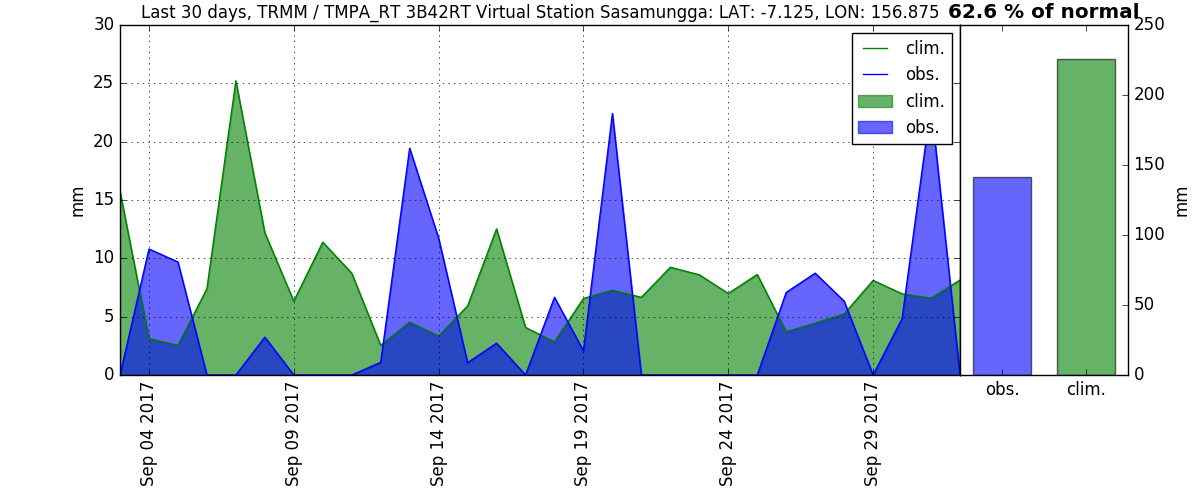 Last 30 days, TRMM / TMPA_RT 3B42RT Virtual Station Sasamungga: LAT: -7.125, LON: 156.875
62.6 % of normal
30
25
20
15
10
5
0
mm
clim.
obs.
clim.
obs.
Sep 04 2017
Sep 09 2017
Sep 14 2017
Sep 19 2017
Sep 24 2017
Sep 29 2017
250
200
150
100
50
0
mm
obs.
clim.